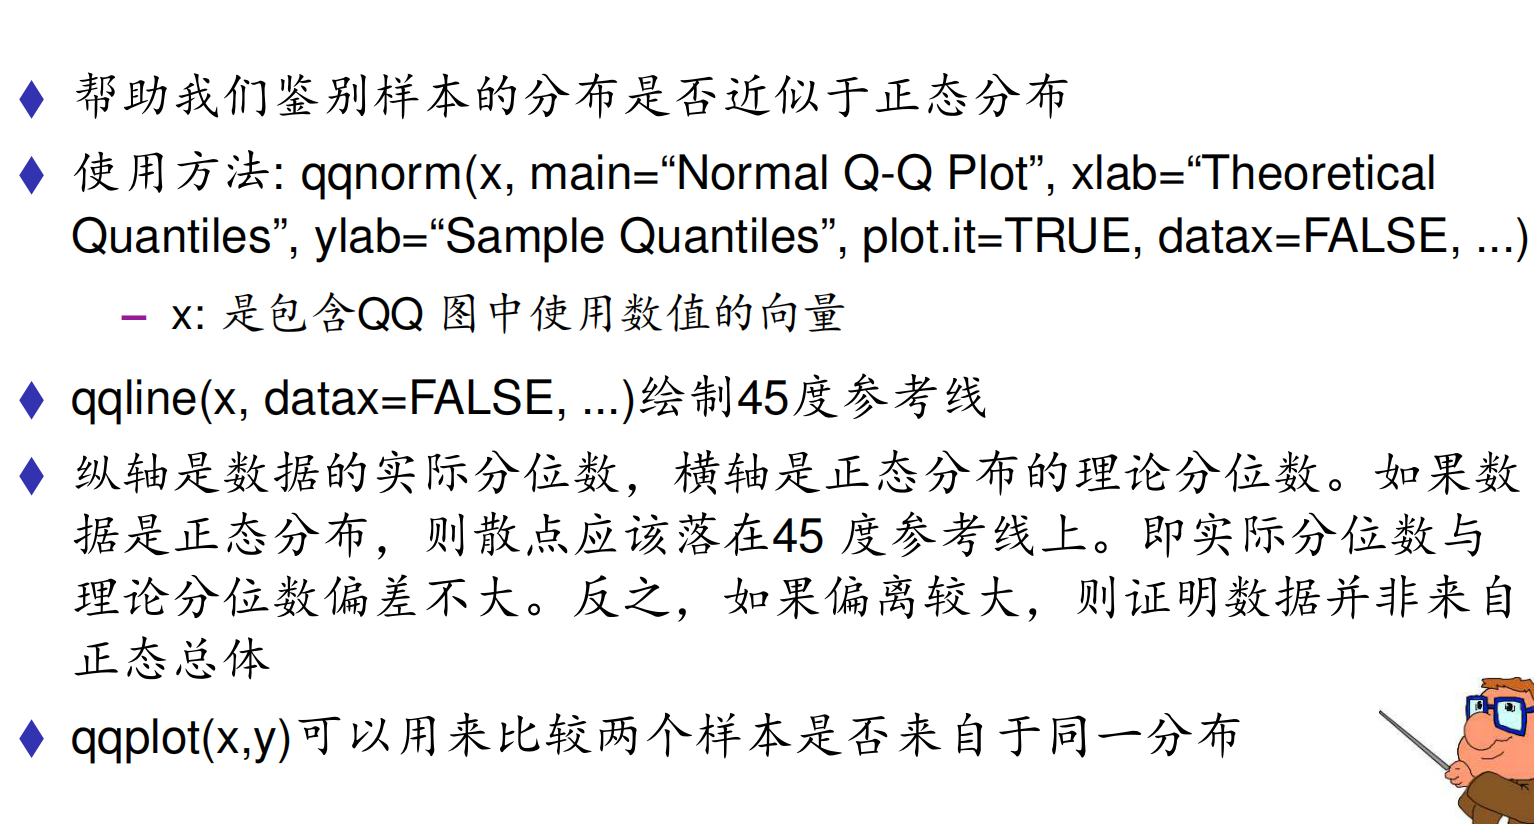 帮助我们鉴别样本的分布是否近似于正态分布
使用方法: qqnorm(x, main=“Normal Q-Q Plot”, xlab=“Theoretical
Quantiles”, ylab=“Sample Quantiles”, plot.it=TRUE, datax=FALSE, ...)
– x: 是包含QQ 图中使用数值的向量
qqline(x, datax=FALSE, ...)绘制45度参考线
纵轴是数据的实际分位数，横轴是正态分布的理论分位数。如果数
据是正态分布，则散点应该落在45 度参考线上。即实际分位数与
理论分位数偏差不大。反之，如果偏离较大，则证明数据并非来自
正态总体
qqplot(x,y)可以用来比较两个样本是否来自于同一分布